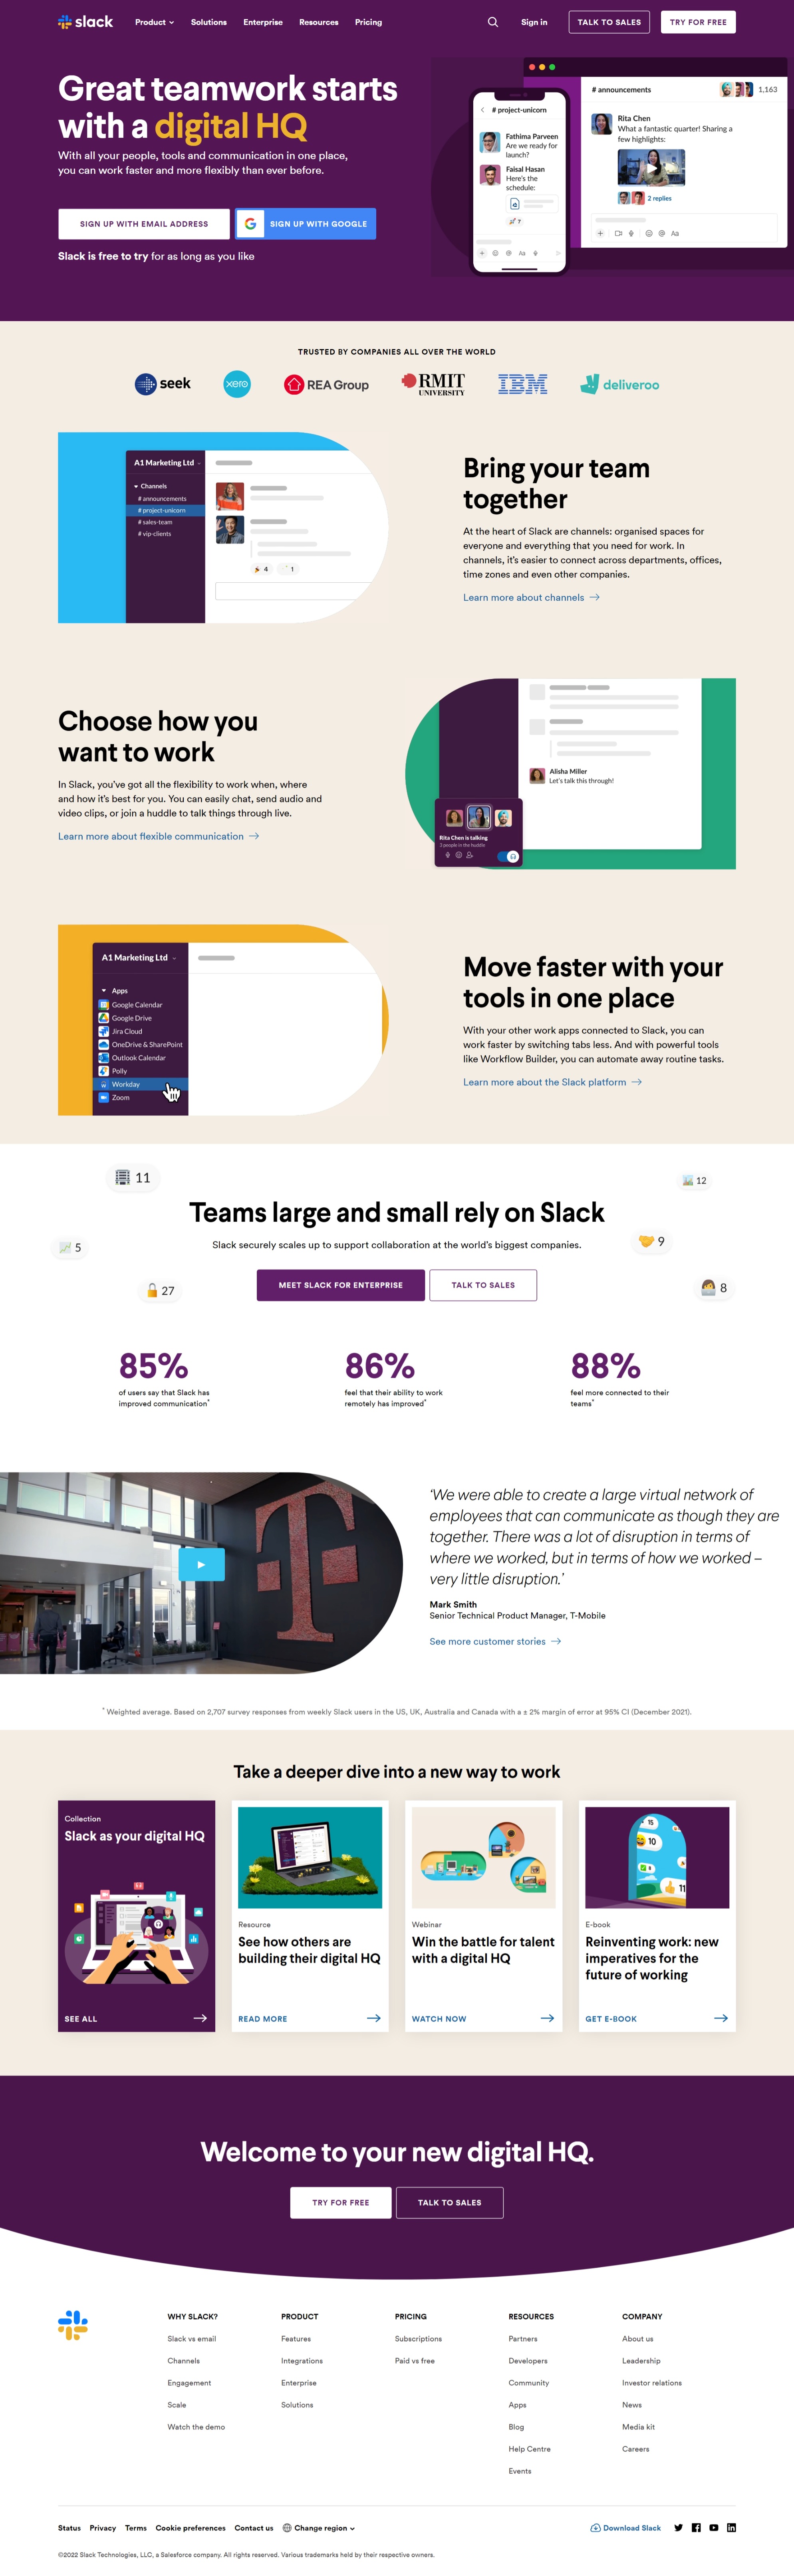 slack
Product
Solutions
Enterprise
Resources
Pricing
Sign in
TALK TO SALES
TRY FOR FREE
Great teamwork starts
with a digital HQ
With all your people, tools and communication in one place,
you can work faster and more flexibly than ever before.
SIGN UP WITH EMAIL ADDRESS
G
SIGN UP WITH GOOGLE
Slack is free to try for as long as you like
# project-unicorn
Fathima Parveen
Are we ready for
launch?
Faisal Hasan
Here's the
schedule:
7
# announcements
1,163
Rita Chen
What a fantastic quarter! Sharing a
few highlights:
2 replies
Aa
Aa
TRUSTED BY COMPANIES ALL OVER THE WORLD
seek
xero
REA Group
RMIT
UNIVERSITY
IBM
deliveroo
A1 Marketing Ltd
Channels
# announcements
# project-unicorn
# sales-team
# vip-clients
4
1
Bring your team
together
At the heart of Slack are channels: organised spaces for
everyone and everything that you need for work. In
channels, it's easier to connect across departments, offices,
time zones and even other companies.
Learn more about channels
Choose how you
want to work
In Slack, you've got all the flexibility to work when, where
and how it's best for you. You can easily chat, send audio and
video clips, or join a huddle to talk things through live.
Learn more about flexible communication
Alisha Miller
Let's talk this through!
Rita Chen is talking
3 people in the huddle
A1 Marketing Ltd
Apps
Google Calendar
Google Drive
Jira Cloud
OneDrive & SharePoint
Outlook Calendar
Polly
Workday
Zoom
Move faster with your
tools in one place
With your other work apps connected to Slack, you can
work faster by switching tabs less. And with powerful tools
like Workflow Builder, you can automate away routine tasks.
Learn more about the Slack platform
11
12
Teams large and small rely on Slack
5
Slack securely scales up to support collaboration at the world's biggest companies.
9
27
MEET SLACK FOR ENTERPRISE
TALK TO SALES
8
85%
of users say that Slack has
improved communication*
86%
feel that their ability to work
remotely has improved*
88%
feel more connected to their
teams*
T
‘We were able to create a large virtual network of
employees that can communicate as though they are
together. There was a lot of disruption in terms of
where we worked, but in terms of how we worked –
very little disruption.’
Mark Smith
Senior Technical Product Manager, T-Mobile
See more customer stories
* Weighted average. Based on 2,707 survey responses from weekly Slack users in the US, UK, Australia and Canada with a ± 2% margin of error at 95% CI (December 2021).
Take a deeper dive into a new way to work
Collection
Slack as your digital HQ
SEE ALL
Resource
See how others are
building their digital HQ
READ MORE
Webinar
Win the battle for talent
with a digital HQ
WATCH NOW
15
10
8
11
E-book
Reinventing work: new
imperatives for the
future of working
GET E-BOOK
Welcome to your new digital HQ.
TRY FOR FREE
TALK TO SALES
WHY SLACK?
Slack vs email
Channels
Engagement
Scale
Watch the demo
PRODUCT
Features
Integrations
Enterprise
Solutions
PRICING
Subscriptions
Paid vs free
RESOURCES
Partners
Developers
Community
Apps
Blog
Help Centre
Events
COMPANY
About us
Leadership
Investor relations
News
Media kit
Careers
Status
Privacy
Terms
Cookie preferences
Contact us
Change region
Download Slack
©2022 Slack Technologies, LLC, a Salesforce company. All rights reserved. Various trademarks held by their respective owners.